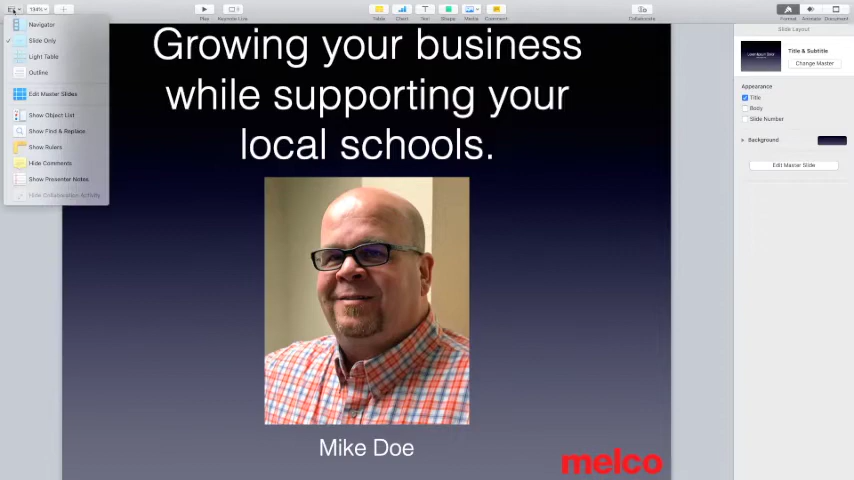 134%
Play
Keynote Live
Table
Chart
Text
Shape
Media
Comment
Collaborate
Format
Animate
Document
Navigator
Slide Only
Light Table
Outline
Edit Master Slides
Show Object List
Show Find & Replace
Show Rulers
Hide Comments
Show Presenter Notes
Hide Collaboration Activity
Growing your business
while supporting your
local schools.
Mike Doe
melco
Slide Layout
Title & Subtitle
Change Master
Appearance
Title
Body
Slide Number
Background
Edit Master Slide